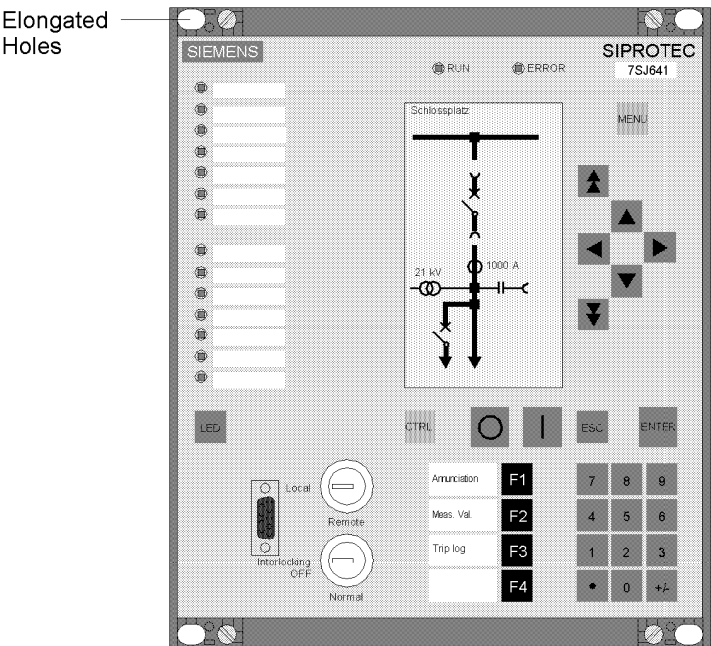 Elongated
Holes
SIEMENS
SIPROTEC
RUN
ERROR
7SJ641
Schlossplatz
MENU
21 kV
1000 A
LED
CTRL
O
I
ESC
ENTER
Local
Remote
Interlocking
OFF
Normal
Annunciation
F1
Meas. Val.
F2
Trip log
F3
F4
7 8 9
4 5 6
1 2 3
• 0 +/-